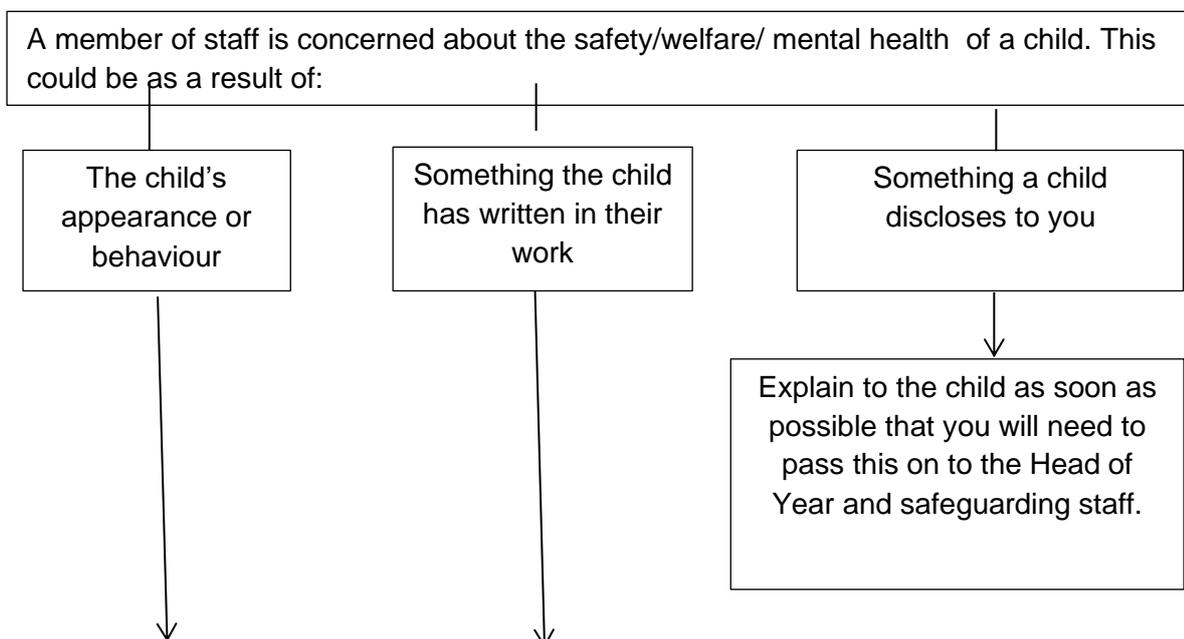 A member of staff is concerned about the safety/welfare/ mental health  of a child. This
could be as a result of:
The child’s
appearance or
behaviour
Something the child
has written in their
work
Something a child
discloses to you
Explain to the child as soon as
possible that you will need to
pass this on to the Head of
Year and safeguarding staff.